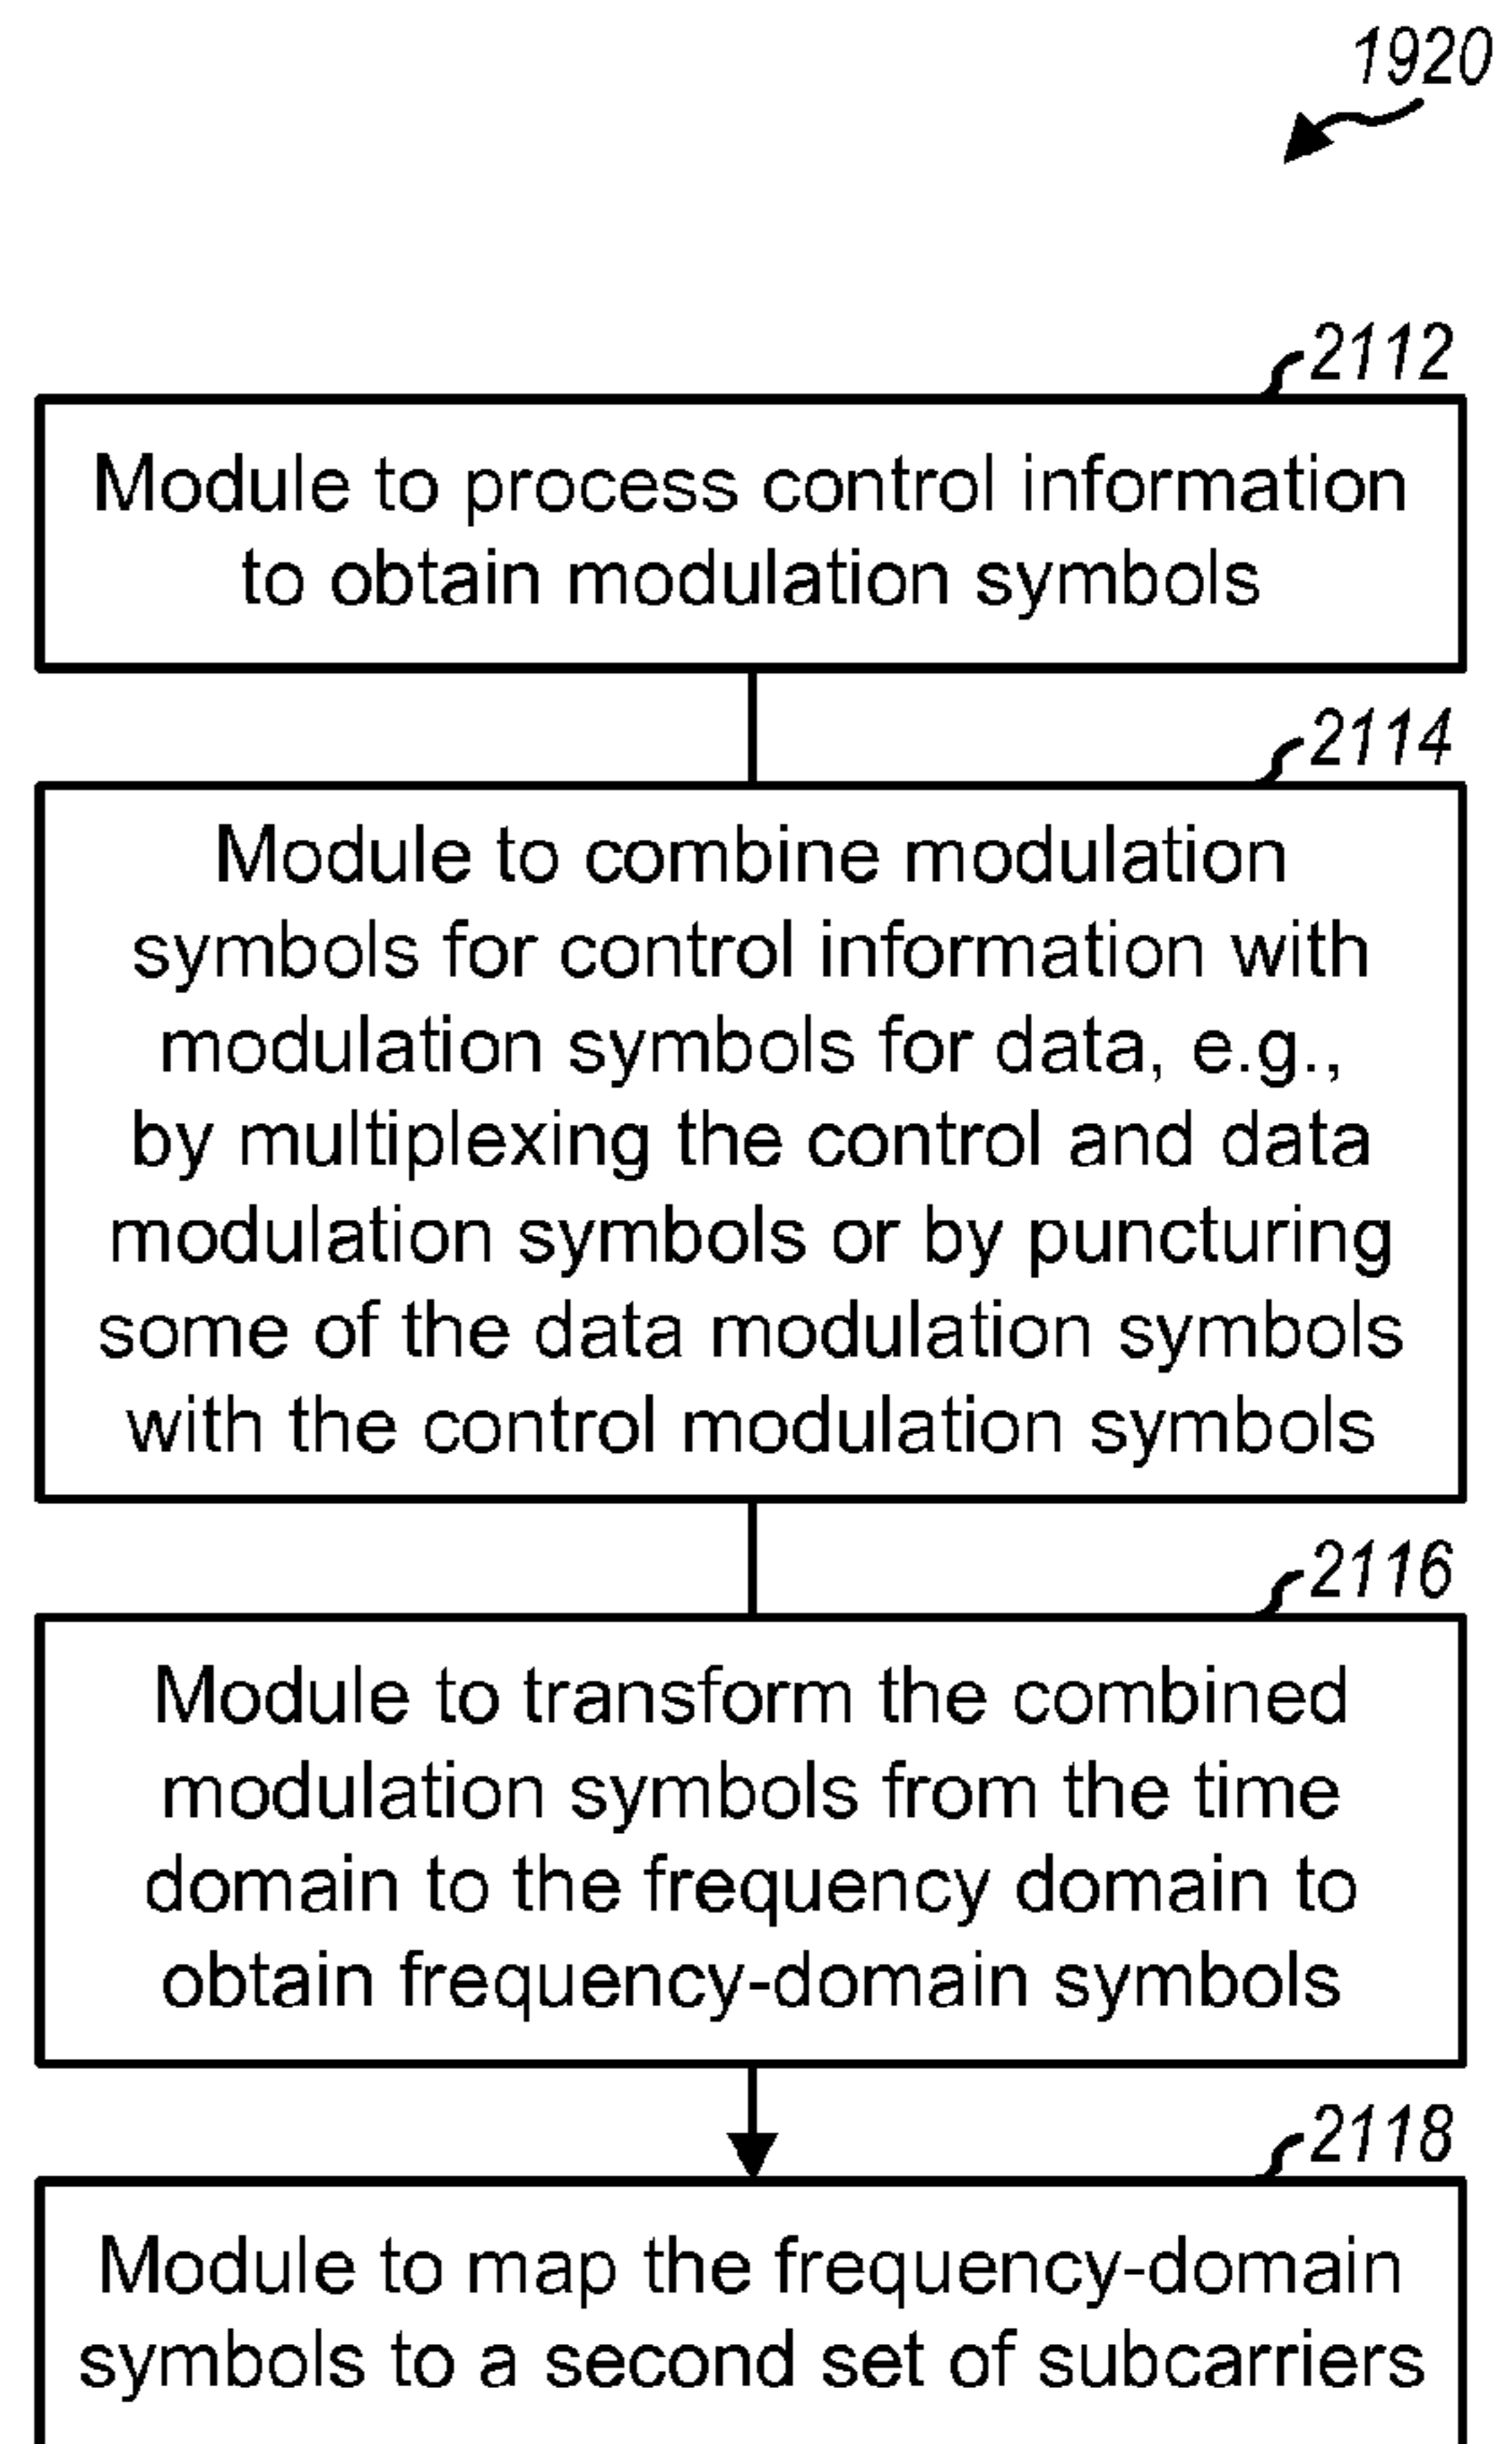 1920
2112
Module to process control information
to obtain modulation symbols
2114
Module to combine modulation
symbols for control information with
modulation symbols for data, e.g.,
by multiplexing the control and data
modulation symbols or by puncturing
some of the data modulation symbols
with the control modulation symbols
2116
Module to transform the combined
modulation symbols from the time
domain to the frequency domain to
obtain frequency-domain symbols
2118
Module to map the frequency-domain
symbols to a second set of subcarriers